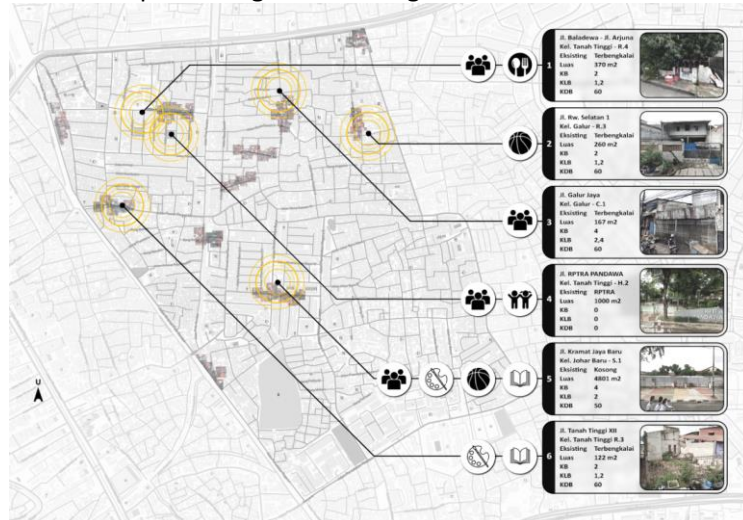 1
Jl. Baladewa - Jl. Arjuna
Kel. Tanah Tinggi - R.4
Eksisting Terbengkalai
Luas 370 m2
KB 2
KLB 1,2
KDB 60
2
Jl. Rw. Selatan 1
Kel. Galur - R.3
Eksisting Terbengkalai
Luas 260 m2
KB 2
KLB 1,2
KDB 60
3
Jl. Galur Jaya
Kel. Galur - C.1
Eksisting Terbengkalai
Luas 167 m2
KB 4
KLB 2,4
KDB 60
4
Jl. RPTRA PANDAWA
Kel. Tanah Tinggi - H.2
Eksisting RPTRA
Luas 1000 m2
KB 0
KLB 0
KDB 0
5
Jl. Kramat Jaya Baru
Kel. Johar Baru - S.1
Eksisting Kosong
Luas 4801 m2
KB 4
KLB 2
KDB 50
U
6
Jl. Tanah Tinggi XII
Kel. Tanah Tinggi R.3
Eksisting Terbengkalai
Luas 122 m2
KB 2
KLB 1,2
KDB 60